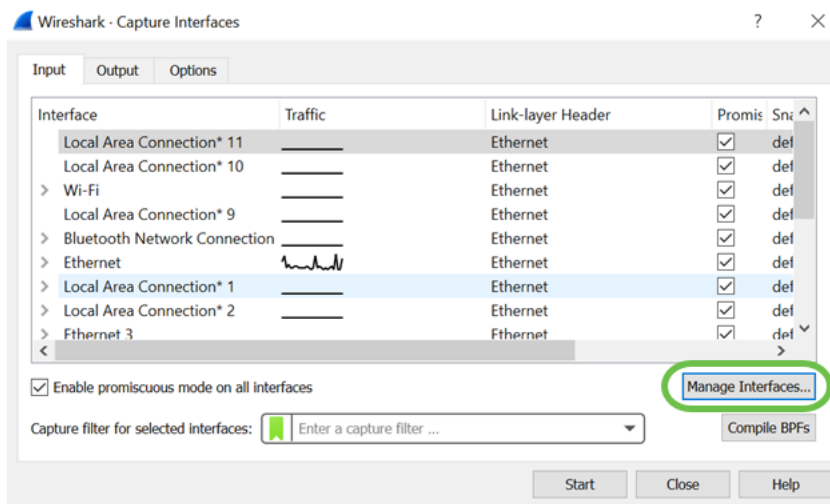 Wireshark · Capture Interfaces ?
Input Output Options
Interface Traffic Link-layer Header Promis Sna
Local Area Connection* 11 Ethernet def
Local Area Connection* 10 Ethernet def
Wi-Fi Ethernet def
Local Area Connection* 9 Ethernet def
Bluetooth Network Connection Ethernet def
Ethernet Ethernet def
Local Area Connection* 1 Ethernet def
Local Area Connection* 2 Ethernet def
Ethernet 3 Ethernet def
Enable promiscuous mode on all interfaces Manage Interfaces...
Capture filter for selected interfaces: Enter a capture filter ... Compile BPFs
Start Close Help